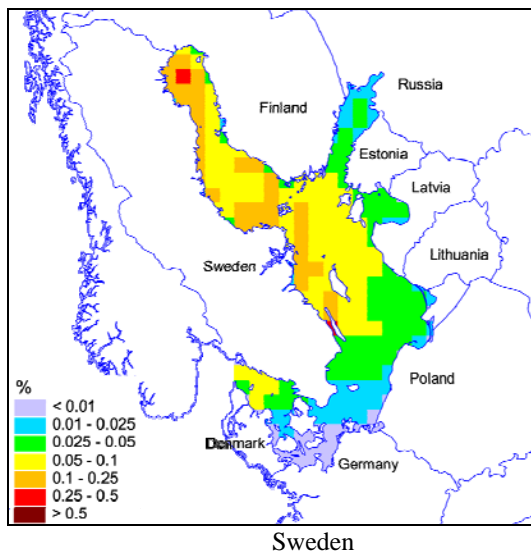 Russia
Finland
Estonia
Latvia
Lithuania
Sweden
Poland
Denmark
Germany
%
< 0.01
0.01 - 0.025
0.025 - 0.05
0.05 - 0.1
0.1 - 0.25
0.25 - 0.5
> 0.5
Sweden